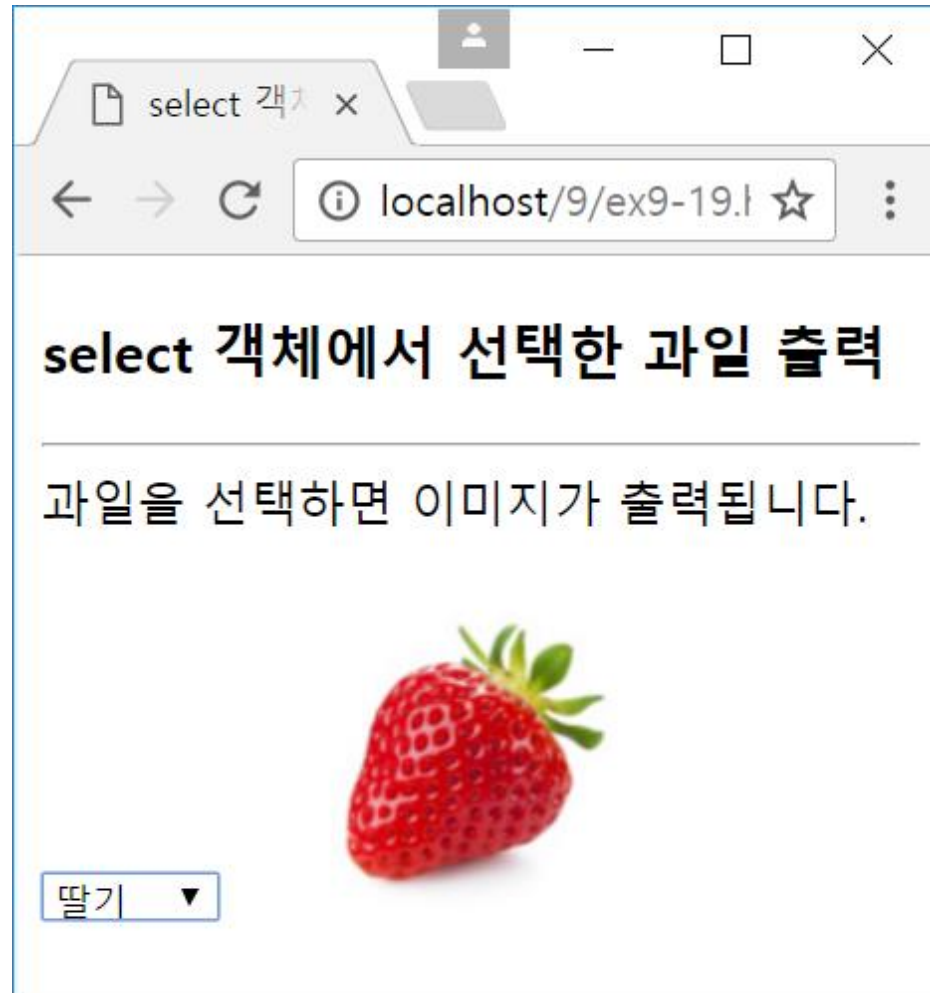 select 객체
localhost/9/ex9-19.h
select 객체에서 선택한 과일 출력
과일을 선택하면 이미지가 출력됩니다.
딸기